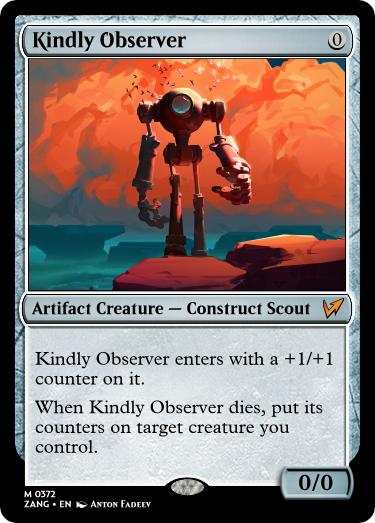 Kindly Observer 0
Artifact Creature — Construct Scout
Kindly Observer enters with a +1/+1
counter on it.
When Kindly Observer dies, put its
counters on target creature you
control.
0/0
M 0372
ZANG • EN Anton Fadeev